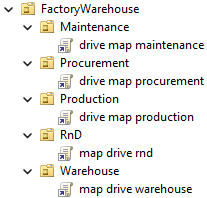 FactoryWarehouse
Maintenance
drive map maintenance
Procurement
drive map procurement
Production
drive map production
RnD
map drive rnd
Warehouse
map drive warehouse